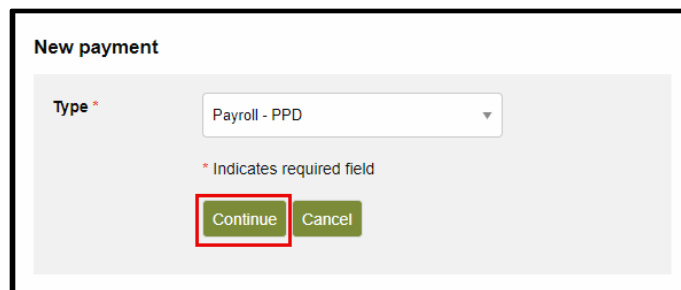 New payment
Type *
Payroll - PPD
* Indicates required field
Continue Cancel